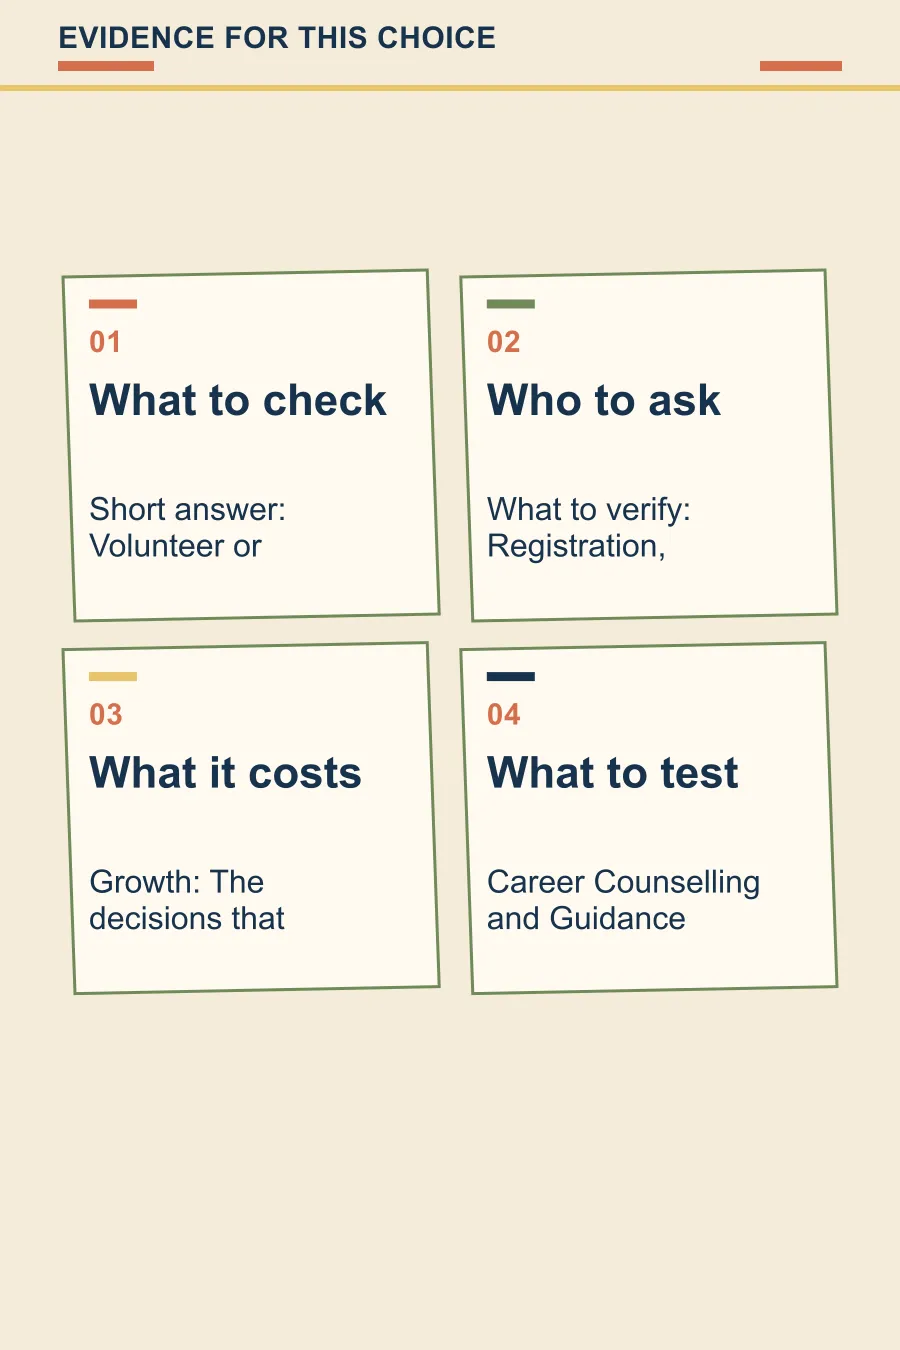 EVIDENCE FOR THIS CHOICE
01
What to check
Short answer:
Volunteer or
02
Who to ask
What to verify:
Registration,
03
What it costs
Growth: The
decisions that
04
What to test
Career Counselling
and Guidance